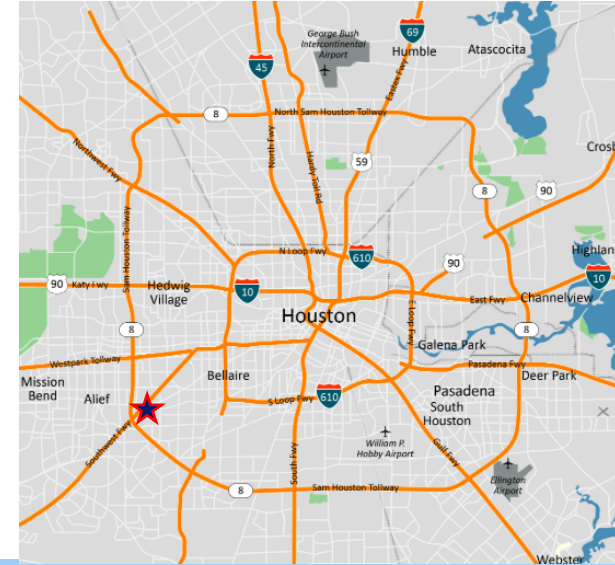 69
George Bush
Intercontinental
Airport
Humble
Atascocita
45
Eastex Fwy
8
North Sam Houston Tollway
North Fwy
Hardy Toll Rd
59
Crosb
Northwest Fwy
8
90
Sam Houston Tollway
N Loop Fwy
610
90
Highlan
90
Katy Fwy
Hedwig
Village
10
10
Houston
East Fwy
Channelview
E Loop Fwy
8
8
Galena Park
Westpark Tollway
Pasadena Fwy
Deer Park
Mission
Bend
Bellaire
Alief
S Loop Fwy
610
Pasadena
South
Houston
Southwest Fwy
William P.
Hobby Airport
Gulf Fwy
South Fwy
Ellington
Airport
8
Sam Houston Tollway
Webster